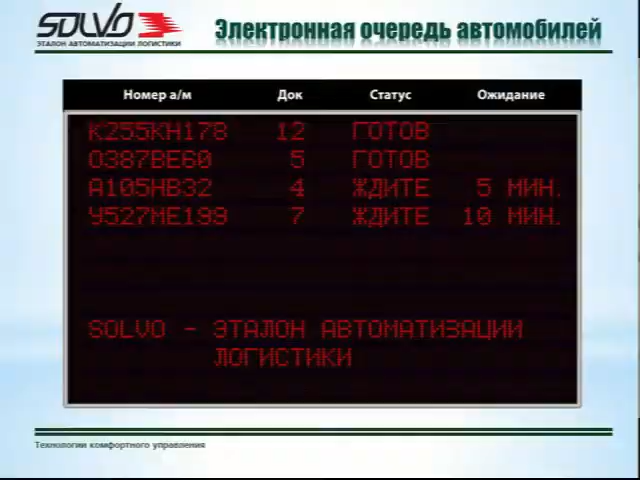 SOLVO
ЭТАЛОН АВТОМАТИЗАЦИИ ЛОГИСТИКИ
Электронная очередь автомобилей
Номер а/м Док Статус Ожидание
К255КН178 12 ГОТОВ
О387ВЕ60 5 ГОТОВ
А105НВ32 4 ЖДИТЕ 5 МИН.
У527МЕ199 7 ЖДИТЕ 10 МИН.
SOLVO - ЭТАЛОН АВТОМАТИЗАЦИИ
ЛОГИСТИКИ
Технологии комфортного управления